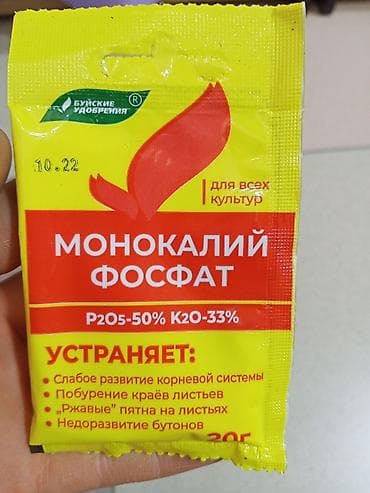 БУЙСКИЕ
УДОБРЕНИЯ ®
10.22
для всех
культур
МОНОКАЛИЙ
ФОСФАТ
P2O5-50% K2O-33%
УСТРАНЯЕТ:
• Слабое развитие корневой системы
• Побурение краёв листьев
• „Ржавые" пятна на листьях
• Недоразвитие бутонов
20г